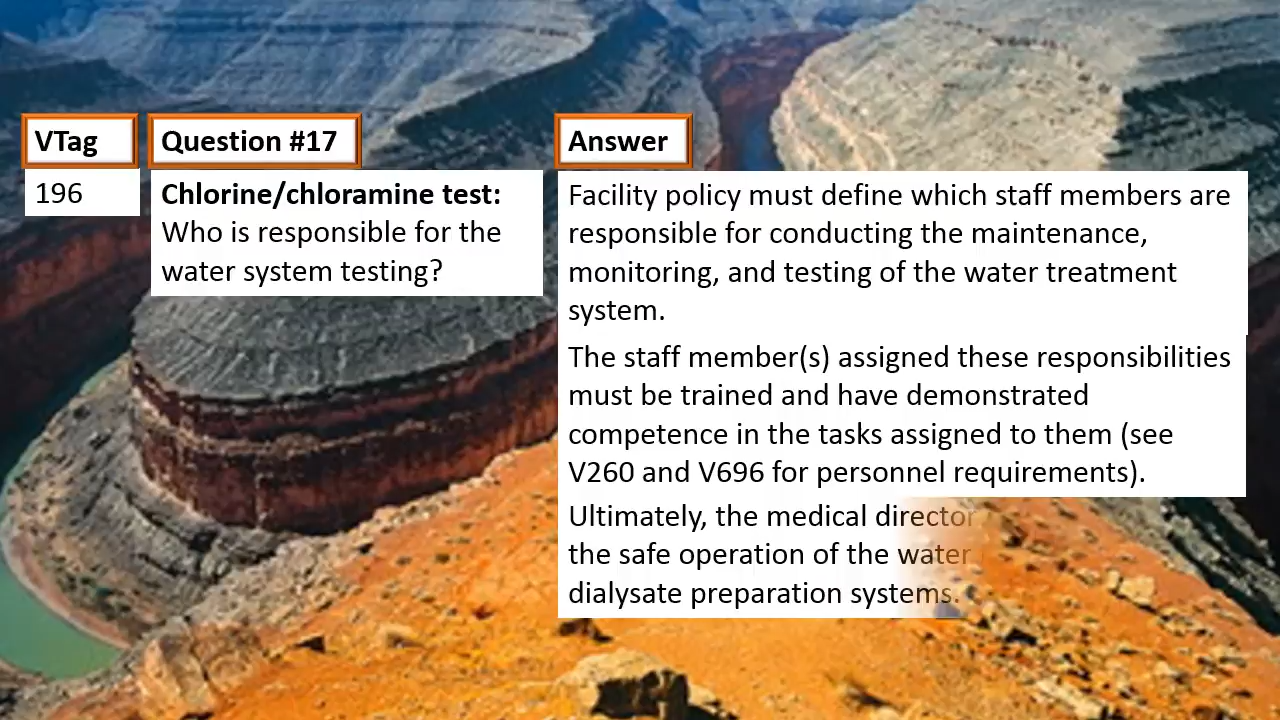 VTag
Question #17
Answer
196
Chlorine/chloramine test:
Who is responsible for the
water system testing?
Facility policy must define which staff members are
responsible for conducting the maintenance,
monitoring, and testing of the water treatment
system.
The staff member(s) assigned these responsibilities
must be trained and have demonstrated
competence in the tasks assigned to them (see
V260 and V696 for personnel requirements).
Ultimately, the medical director
the safe operation of the water
dialysate preparation systems.